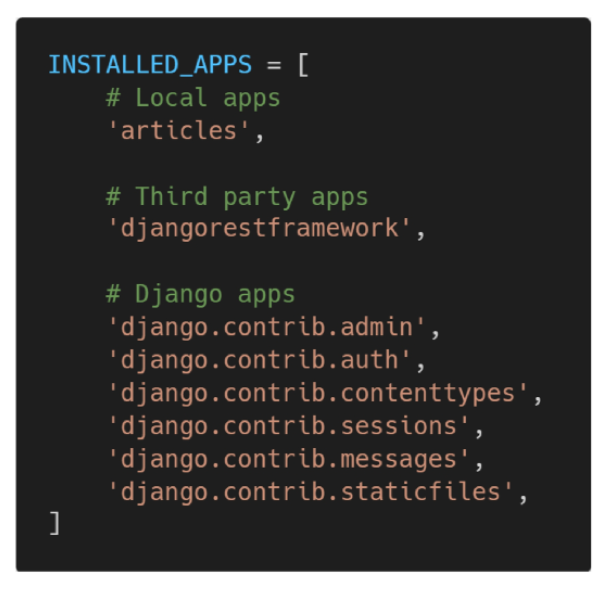 INSTALLED_APPS = [
    # Local apps
    'articles',

    # Third party apps
    'djangorestframework',

    # Django apps
    'django.contrib.admin',
    'django.contrib.auth',
    'django.contrib.contenttypes',
    'django.contrib.sessions',
    'django.contrib.messages',
    'django.contrib.staticfiles',
]